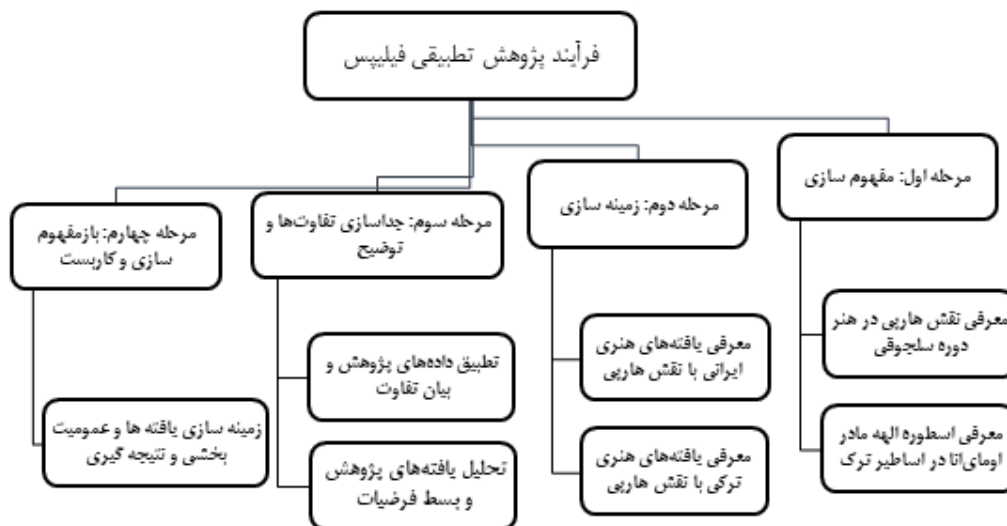 فرآیند پژوهش تطبیقی فیلیپس
مرحله اول: مفهوم سازی
معرفی نقش هارپی در هنر
دوره سلجوقی
معرفی اسطوره الهه مادر
اومای‌اتا در اساطیر ترک
مرحله دوم: زمینه سازی
معرفی یافته‌های هنری
ایرانی با نقش هارپی
معرفی یافته‌های هنری
ترکی با نقش هارپی
مرحله سوم: جداسازی تفاوت‌ها و
توضیح
تطبیق داده‌های پژوهش و
بیان تفاوت
تحلیل یافته‌های پژوهش
و بسط فرضیات
مرحله چهارم: بازمفهوم
سازی و کاربست
زمینه سازی یافته ها و عمومیت
بخشی و نتیجه گیری